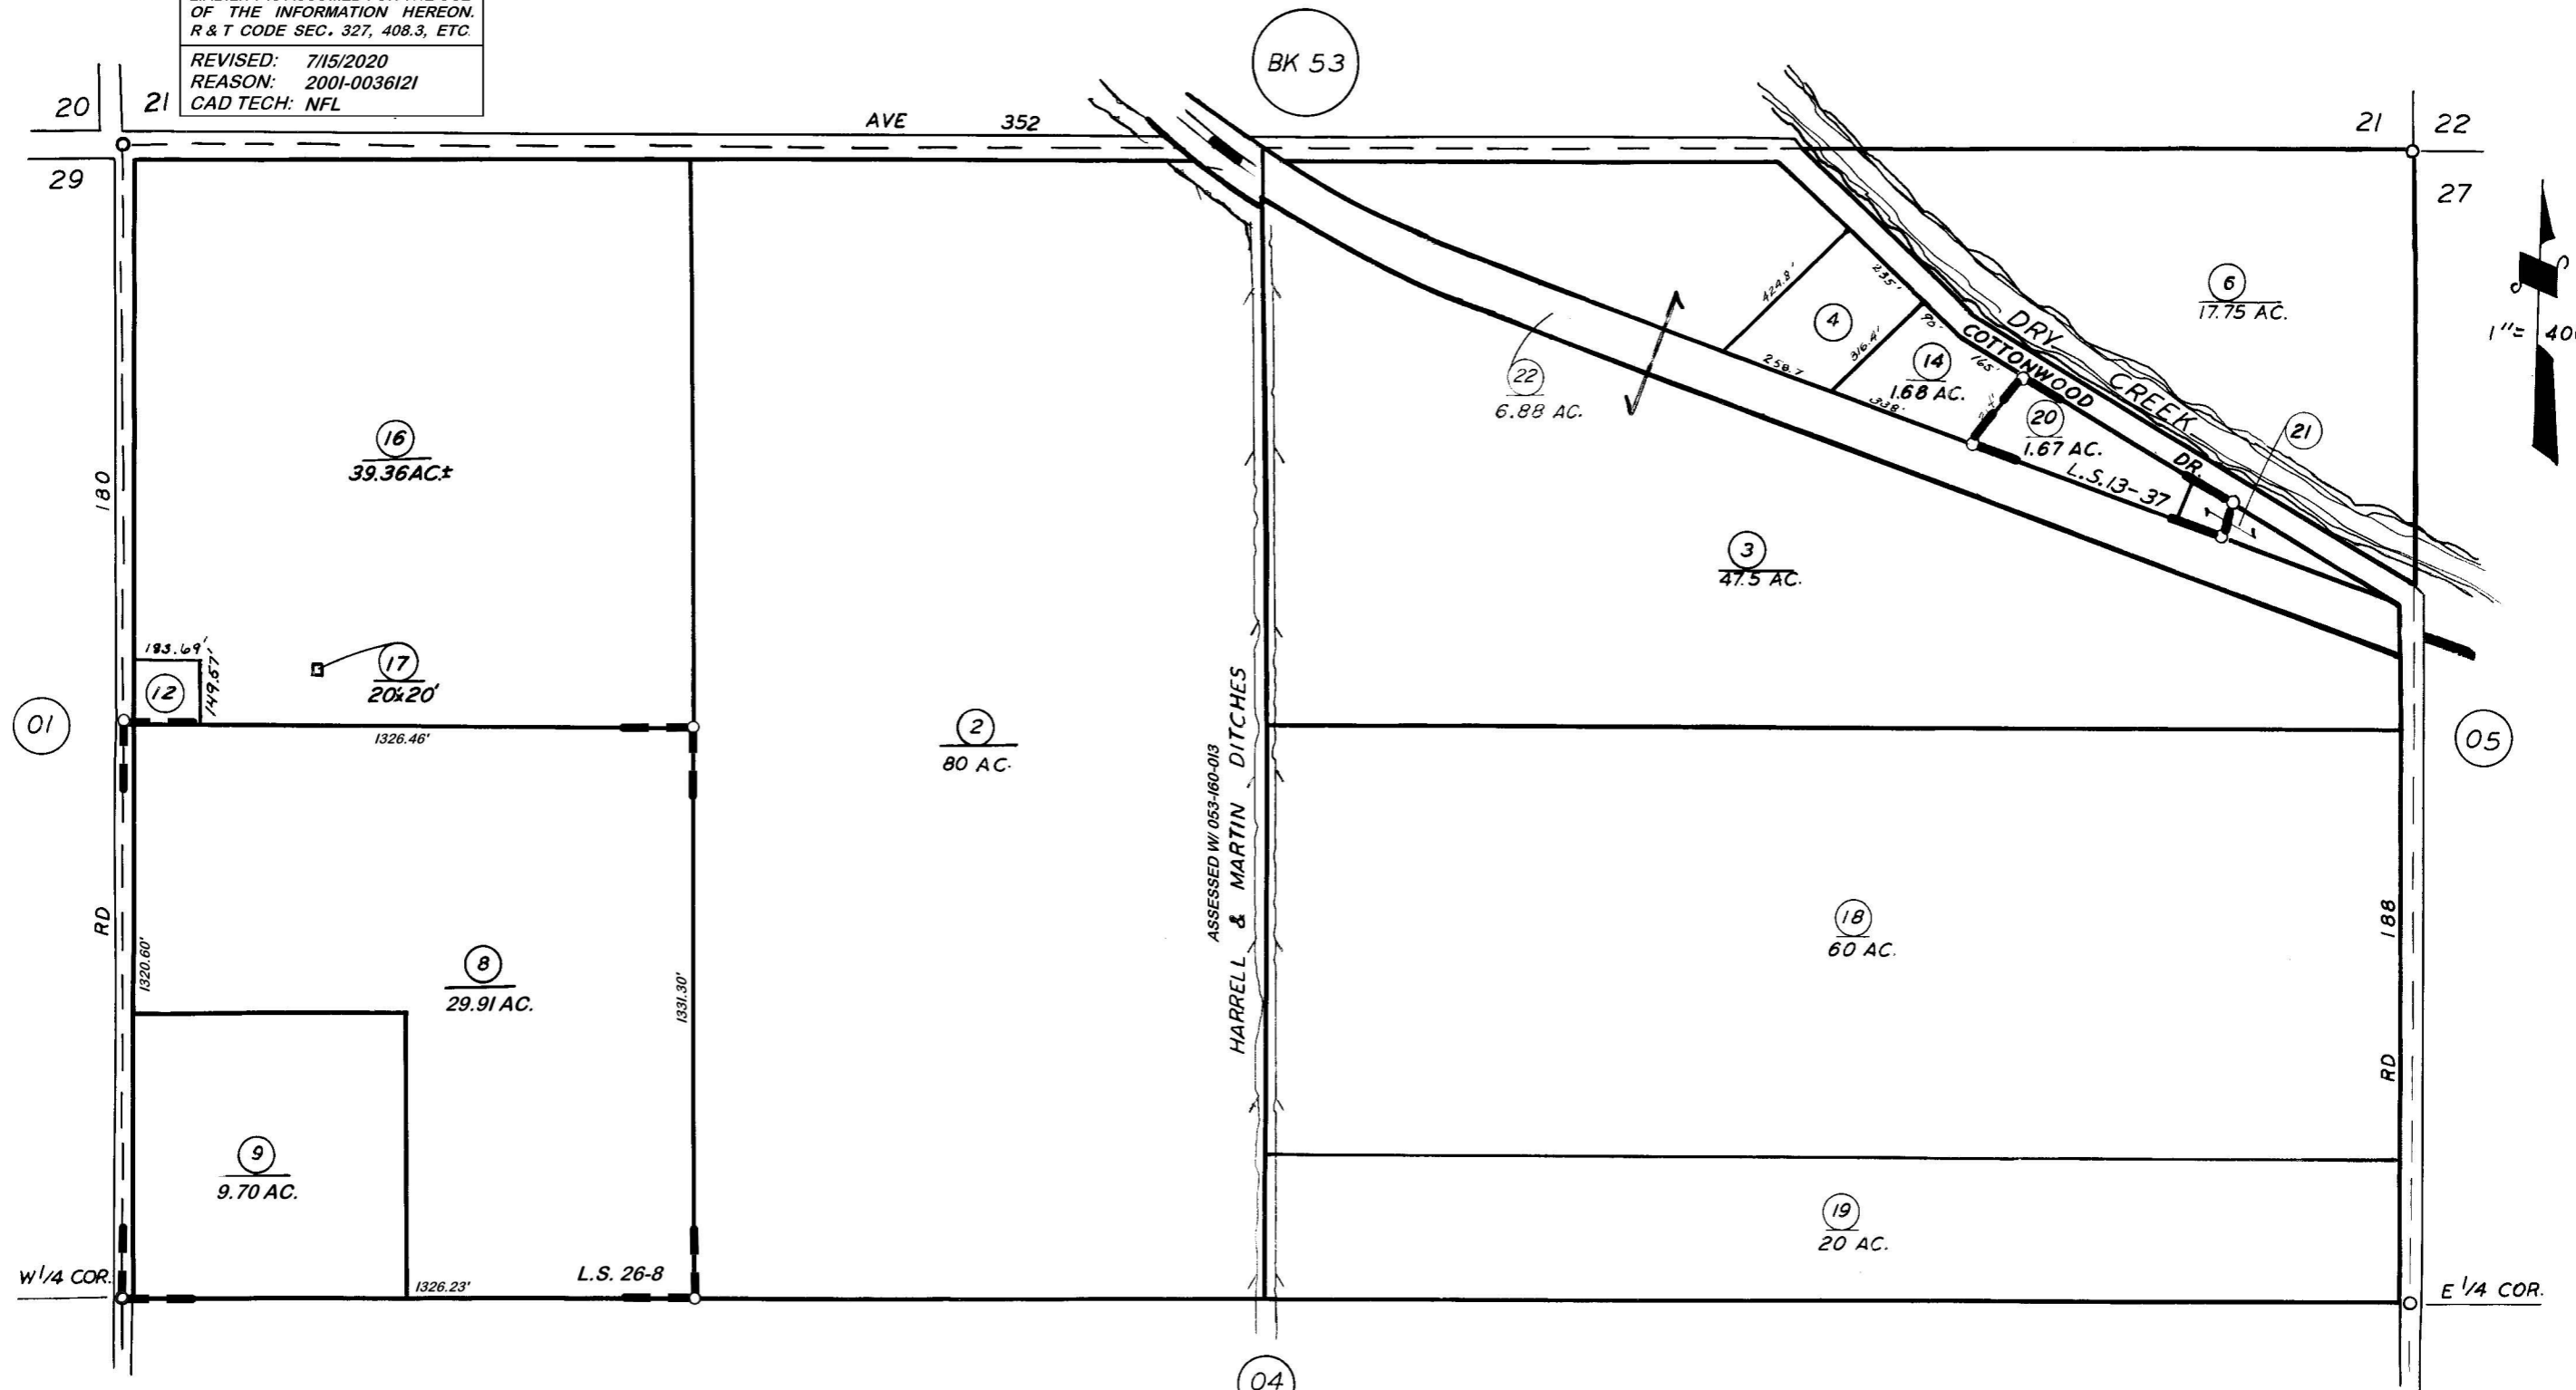 OF THE INFORMATION HEREON.
R & T CODE SEC. 327, 408.3, ETC.
REVISED: 7/15/2020
REASON: 2001-0036121
CAD TECH: NFL
BK 53
20
21
AVE 352
21
22
29
27
6
17.75 AC.
1"=
424.8'
235'
4
316.4'
90'
258.7
14
1.68 AC.
165'
338'
COTTONWOOD DR.
DRY CREEK
20
1.67 AC.
21
L.S. 13-37
22
6.88 AC.
16
39.36 AC.±
180
3
47.5 AC.
183.69'
149.57'
12
17
20'x20'
01
1326.46'
2
80 AC.
ASSESSED W/ 053-160-013
HARRELL & MARTIN DITCHES
05
RD
1320.60'
8
29.91 AC.
1331.30'
18
60 AC.
188
RD
9
9.70 AC.
19
20 AC.
W 1/4 COR.
1326.23'
L.S. 26-8
E 1/4 COR.
04